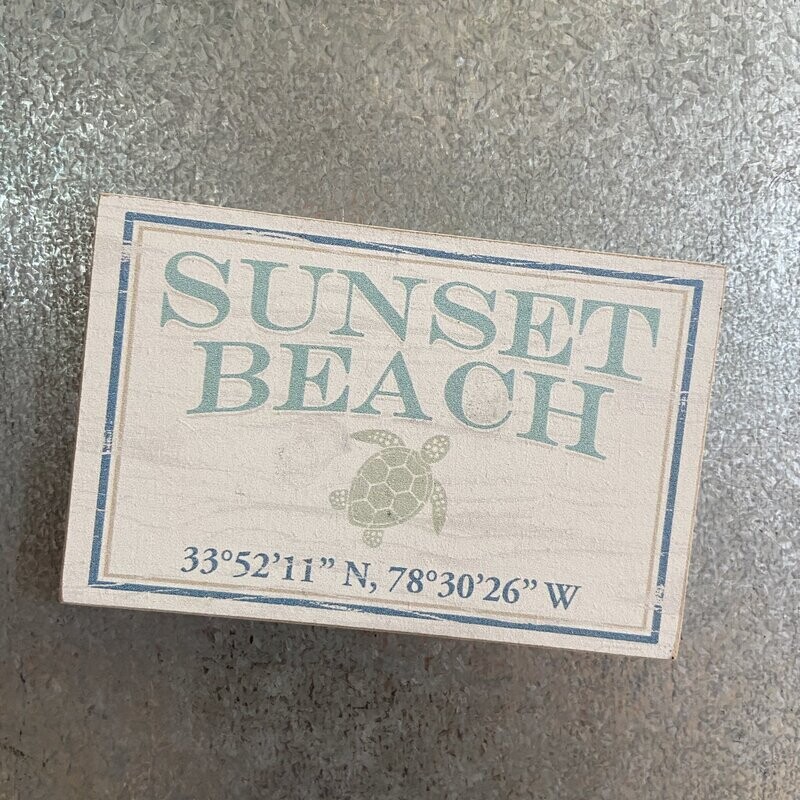 SUNSET
BEACH
33°52’11” N, 78°30’26” W